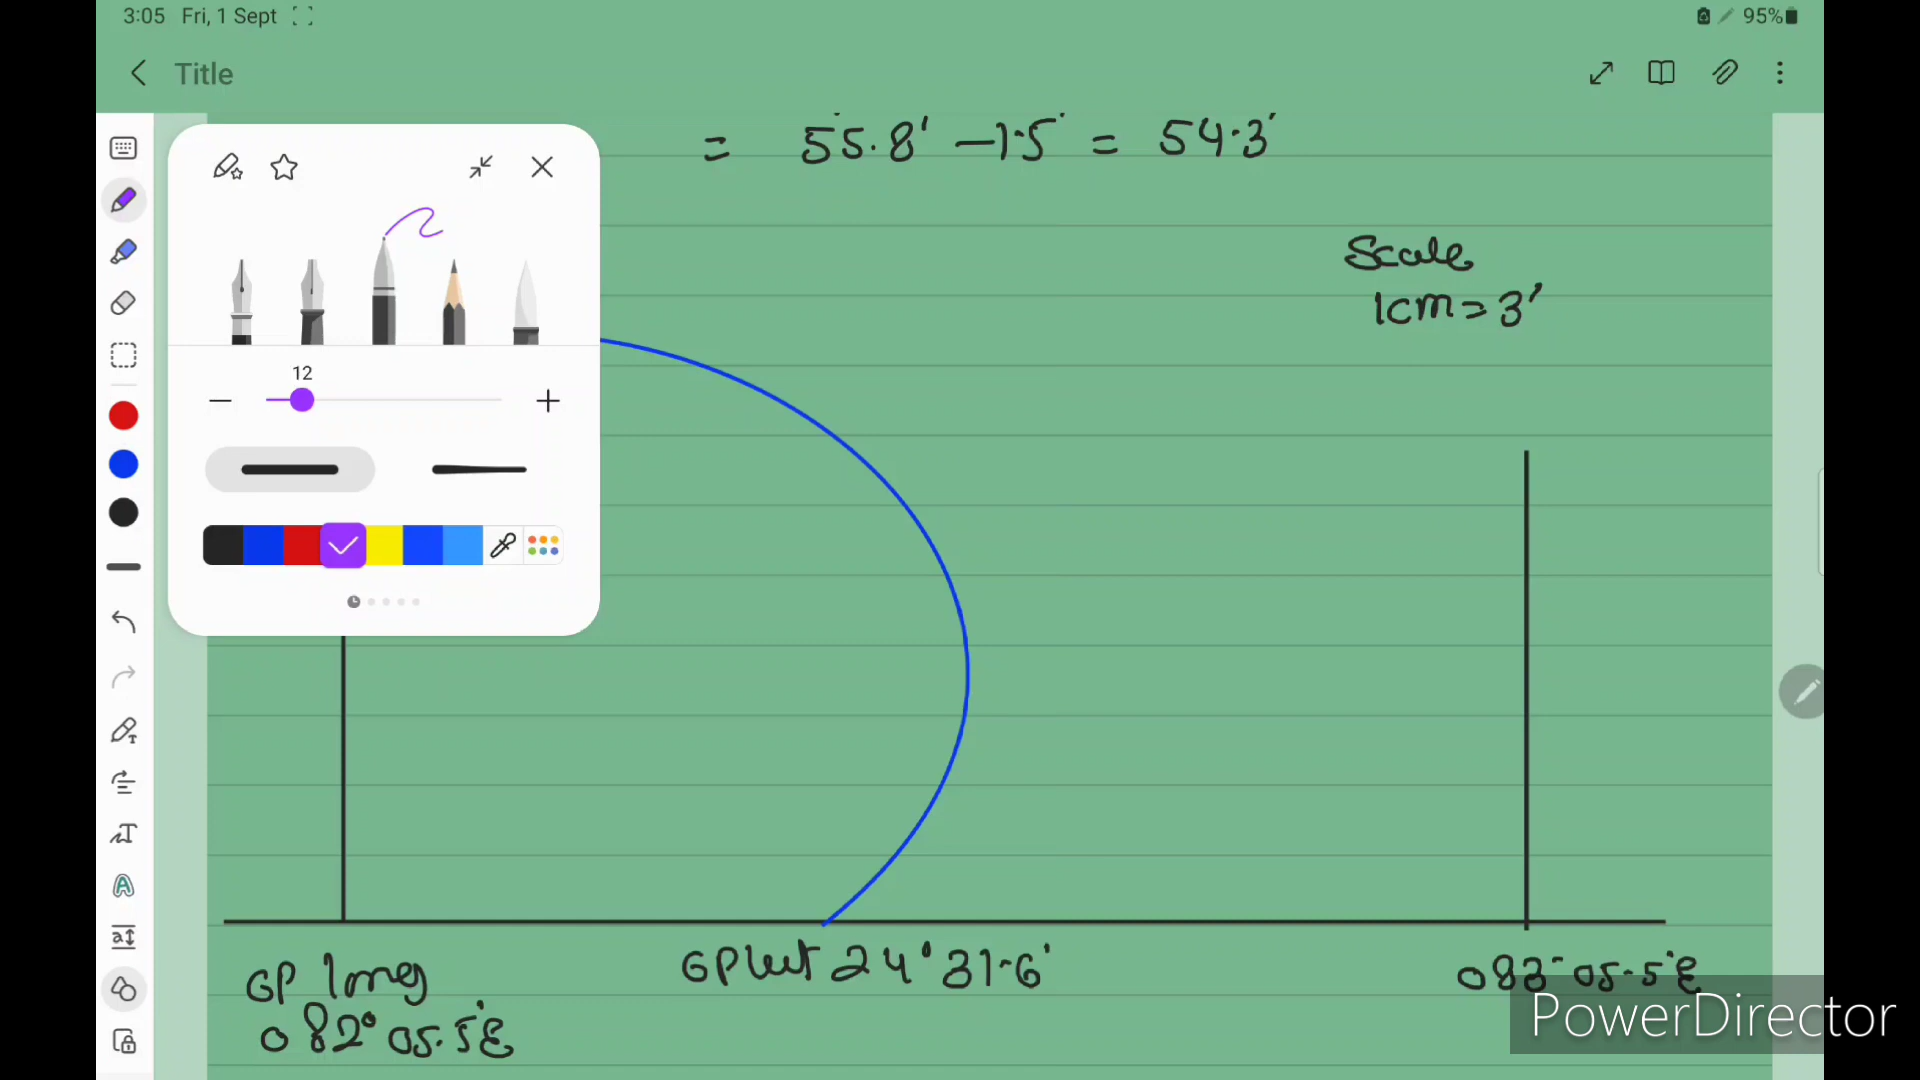 3:05 Fri, 1 Sept
95%
Title
= 55.8' - 1.5' = 54.3'
12
Scale
1cm = 3'
GP long
082° 05.5'E
GP Lat 24° 31.6'
083° 05.5'E
PowerDirector